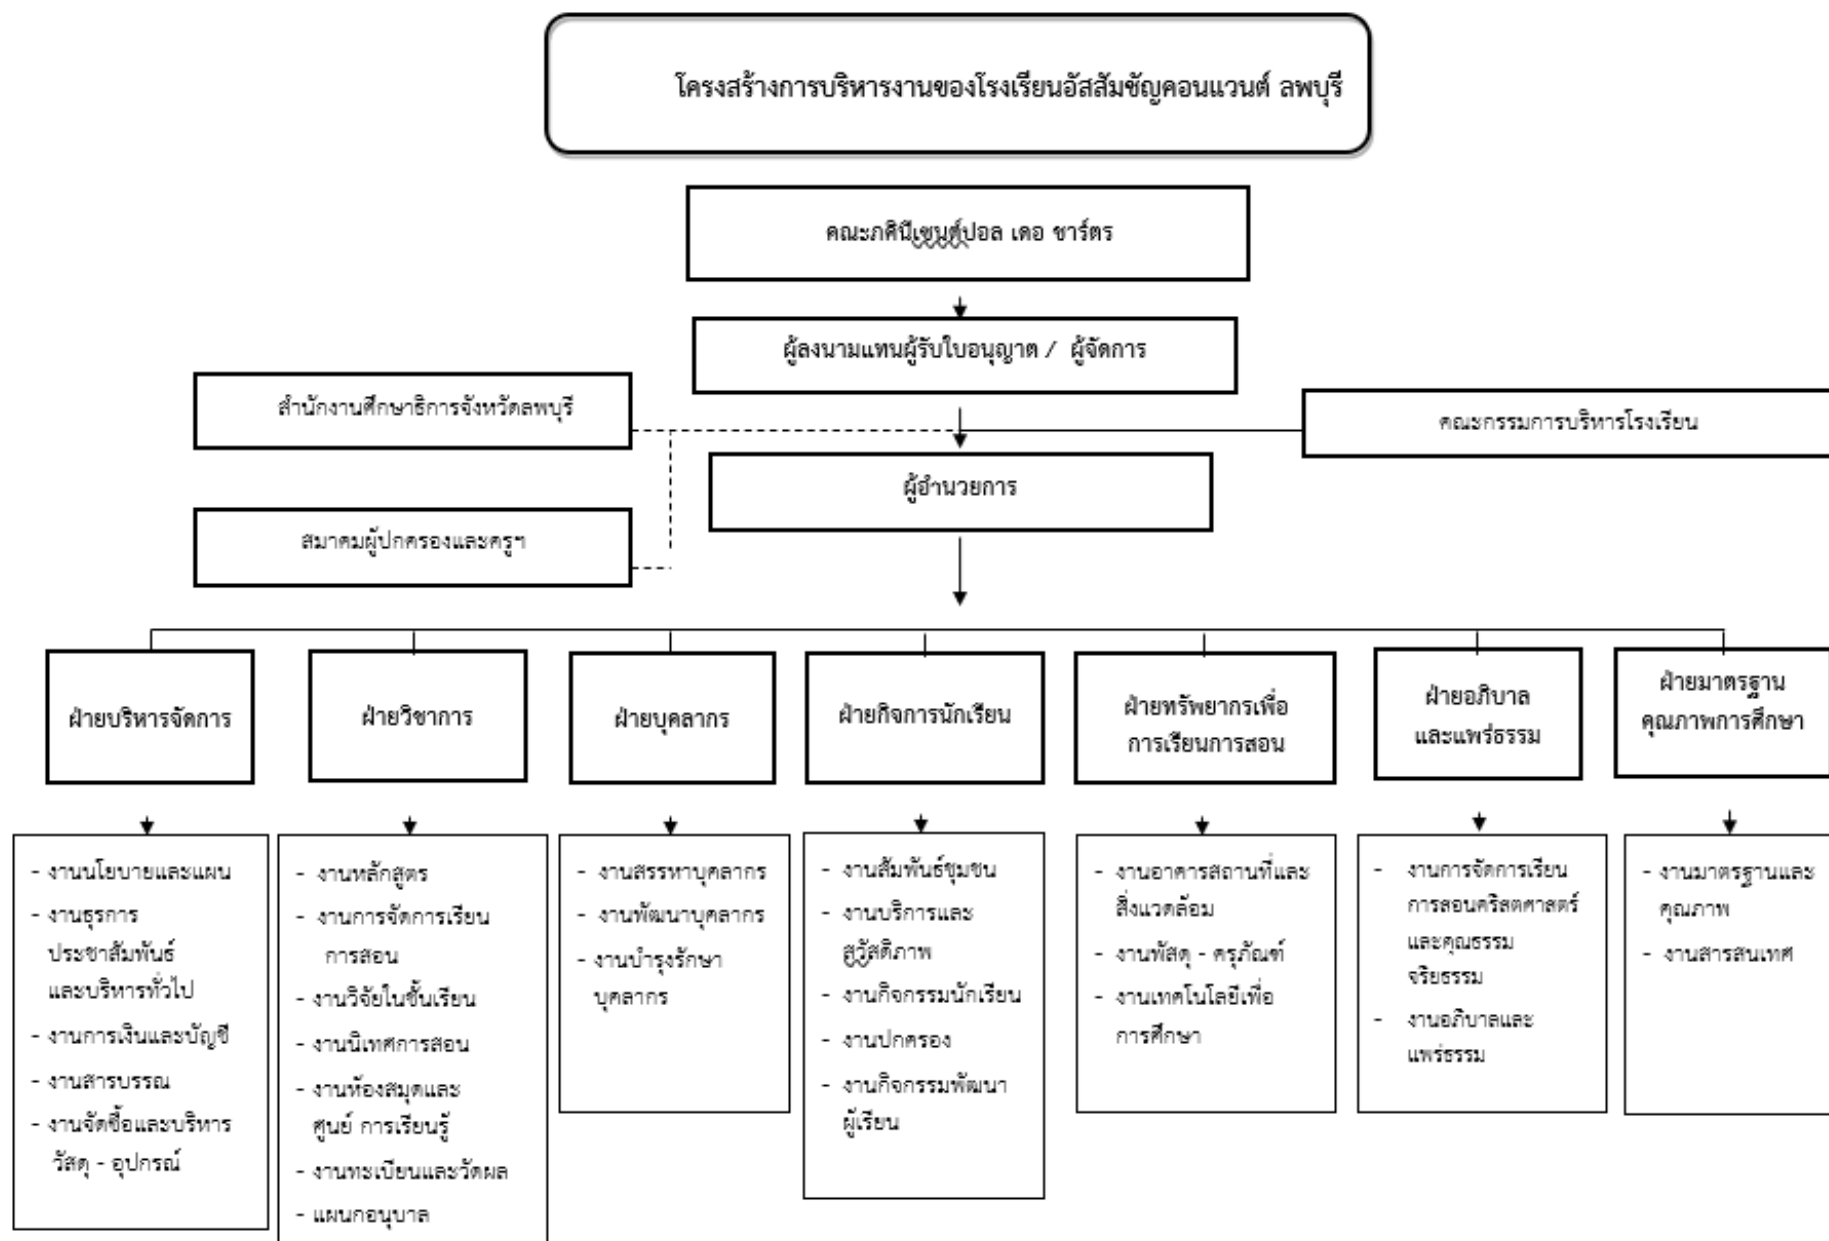 โครงสร้างการบริหารงานของโรงเรียนอัสสัมชัญคอนแวนต์ ลพบุรี
คณะภคินีเซนต์ปอล เดอ ชาร์ตร
ผู้ลงนามแทนผู้รับใบอนุญาต / ผู้จัดการ
สำนักงานศึกษาธิการจังหวัดลพบุรี
คณะกรรมการบริหารโรงเรียน
ผู้อำนวยการ
สมาคมผู้ปกครองและครูฯ
ฝ่ายบริหารจัดการ
ฝ่ายวิชาการ
ฝ่ายบุคลากร
ฝ่ายกิจการนักเรียน
ฝ่ายทรัพยากรเพื่อ
การเรียนการสอน
ฝ่ายอภิบาล
และแพร่ธรรม
ฝ่ายมาตรฐาน
คุณภาพการศึกษา
- งานนโยบายและแผน
- งานธุรการ
ประชาสัมพันธ์
และบริหารทั่วไป
- งานการเงินและบัญชี
- งานสารบรรณ
- งานจัดซื้อและบริหาร
วัสดุ - อุปกรณ์
- งานหลักสูตร
- งานการจัดการเรียน
การสอน
- งานวิจัยในชั้นเรียน
- งานนิเทศการสอน
- งานห้องสมุดและ
ศูนย์ การเรียนรู้
- งานทะเบียนและวัดผล
- แผนกอนุบาล
- งานสรรหาบุคลากร
- งานพัฒนาบุคลากร
- งานบำรุงรักษา
บุคลากร
- งานสัมพันธ์ชุมชน
- งานบริการและ
สวัสดิภาพ
- งานกิจกรรมนักเรียน
- งานปกครอง
- งานกิจกรรมพัฒนา
ผู้เรียน
- งานอาคารสถานที่และ
สิ่งแวดล้อม
- งานพัสดุ - ครุภัณฑ์
- งานเทคโนโลยีเพื่อ
การศึกษา
- งานการจัดการเรียน
การสอนคริสตศาสตร์
และคุณธรรม
จริยธรรม
- งานอภิบาลและ
แพร่ธรรม
- งานมาตรฐานและ
คุณภาพ
- งานสารสนเทศ